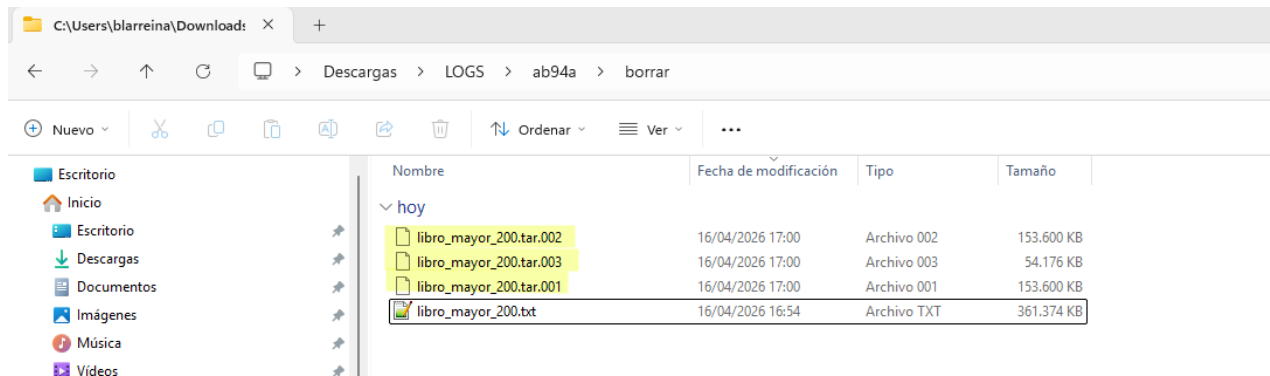 C:\Users\blarreina\Downloads
Descargas > LOGS > ab94a > borrar
Nuevo Ordenar Ver ...
Escritorio
Inicio
Escritorio
Descargas
Documentos
Imágenes
Música
Vídeos
Nombre Fecha de modificación Tipo Tamaño
hoy
libro_mayor_200.tar.002 16/04/2026 17:00 Archivo 002 153.600 KB
libro_mayor_200.tar.003 16/04/2026 17:00 Archivo 003 54.176 KB
libro_mayor_200.tar.001 16/04/2026 17:00 Archivo 001 153.600 KB
libro_mayor_200.txt 16/04/2026 16:54 Archivo TXT 361.374 KB